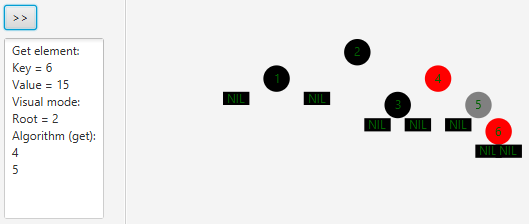 >>
Get element:
Key = 6
Value = 15
Visual mode:
Root = 2
Algorithm (get):
4
5
2
1 4
NIL NIL 3 5
NIL NIL NIL 6
NIL NIL